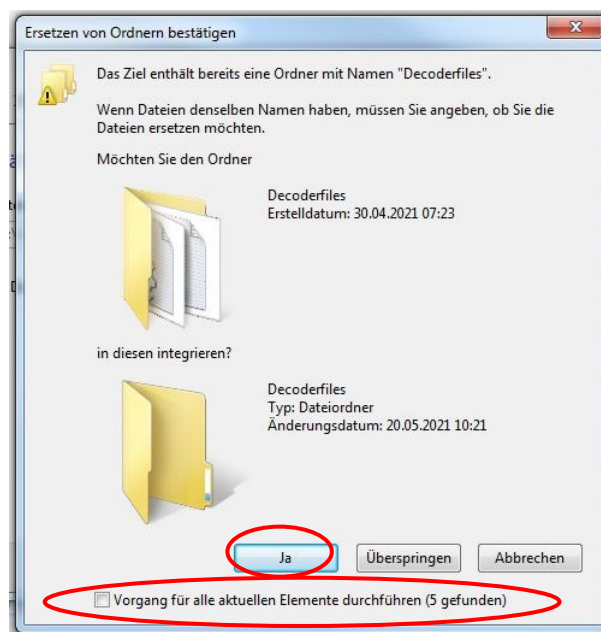 Ersetzen von Ordnern bestätigen
Das Ziel enthält bereits eine Ordner mit Namen "Decoderfiles".
Wenn Dateien denselben Namen haben, müssen Sie angeben, ob Sie die
Dateien ersetzen möchten.
Möchten Sie den Ordner
Decoderfiles
Erstelldatum: 30.04.2021 07:23
in diesen integrieren?
Decoderfiles
Typ: Dateiordner
Änderungsdatum: 20.05.2021 10:21
Ja Überspringen Abbrechen
Vorgang für alle aktuellen Elemente durchführen (5 gefunden)